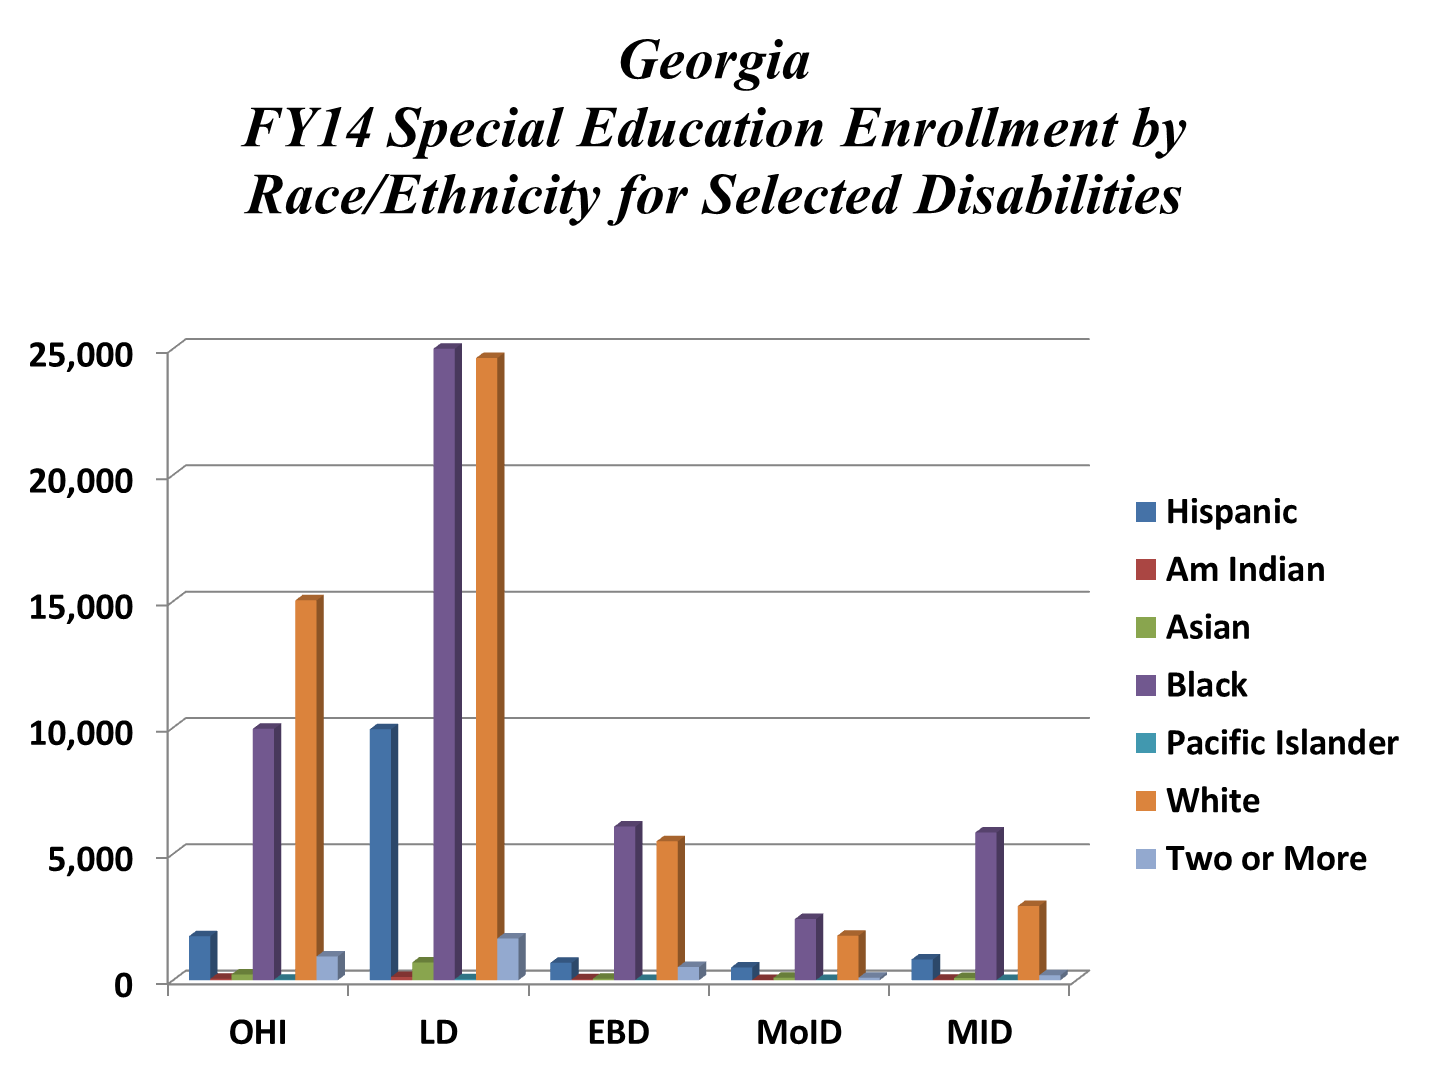 Georgia
FY14 Special Education Enrollment by
Race/Ethnicity for Selected Disabilities
25,000
20,000
15,000
10,000
5,000
0
OHI
LD
EBD
MoID
MID
Hispanic
Am Indian
Asian
Black
Pacific Islander
White
Two or More